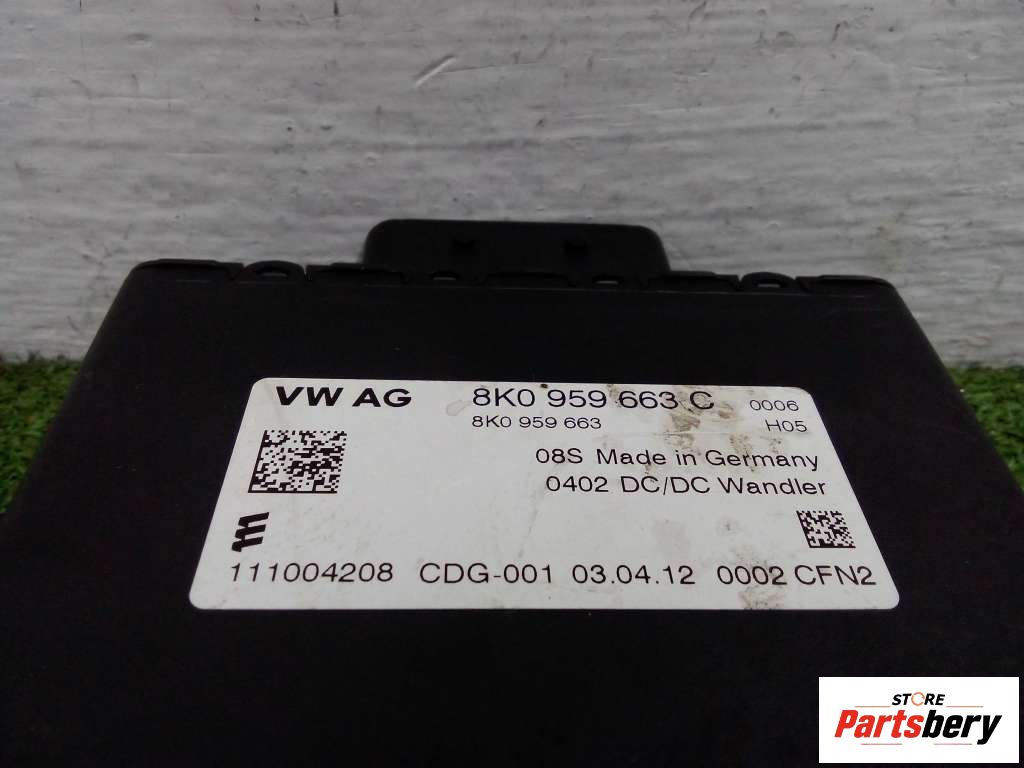 VW AG 8K0 959 663 C 0006
8K0 959 663 H05
08S Made in Germany
0402 DC/DC Wandler
111004208 CDG-001 03.04.12 0002 CFN2
STORE
Partsbery